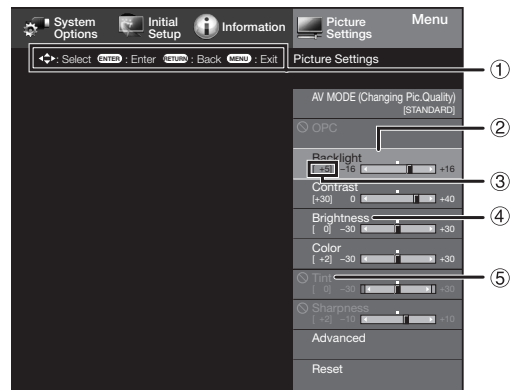 System Options
Initial Setup
Information
Picture Settings
Menu
: Select ENTER : Enter RETURN : Back MENU : Exit
Picture Settings
①
AV MODE (Changing Pic.Quality)
[STANDARD]
OPC
②
Backlight
[ +5] −16 +16
③
Contrast
[+30] 0 +40
Brightness
④
[ 0] −30 +30
Color
[ +2] −30 +30
Tint
⑤
[ 0] −30 +30
Sharpness
[ +2] −10 +10
Advanced
Reset